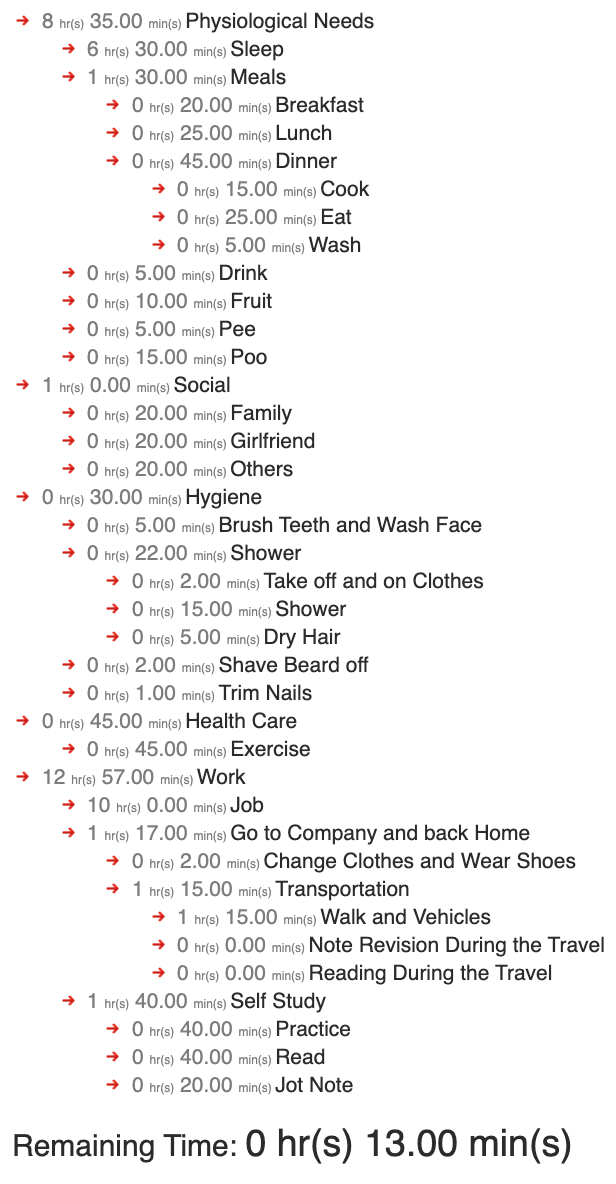 → 8 hr(s) 35.00 min(s) Physiological Needs
→ 6 hr(s) 30.00 min(s) Sleep
→ 1 hr(s) 30.00 min(s) Meals
→ 0 hr(s) 20.00 min(s) Breakfast
→ 0 hr(s) 25.00 min(s) Lunch
→ 0 hr(s) 45.00 min(s) Dinner
→ 0 hr(s) 15.00 min(s) Cook
→ 0 hr(s) 25.00 min(s) Eat
→ 0 hr(s) 5.00 min(s) Wash
→ 0 hr(s) 5.00 min(s) Drink
→ 0 hr(s) 10.00 min(s) Fruit
→ 0 hr(s) 5.00 min(s) Pee
→ 0 hr(s) 15.00 min(s) Poo
→ 1 hr(s) 0.00 min(s) Social
→ 0 hr(s) 20.00 min(s) Family
→ 0 hr(s) 20.00 min(s) Girlfriend
→ 0 hr(s) 20.00 min(s) Others
→ 0 hr(s) 30.00 min(s) Hygiene
→ 0 hr(s) 5.00 min(s) Brush Teeth and Wash Face
→ 0 hr(s) 22.00 min(s) Shower
→ 0 hr(s) 2.00 min(s) Take off and on Clothes
→ 0 hr(s) 15.00 min(s) Shower
→ 0 hr(s) 5.00 min(s) Dry Hair
→ 0 hr(s) 2.00 min(s) Shave Beard off
→ 0 hr(s) 1.00 min(s) Trim Nails
→ 0 hr(s) 45.00 min(s) Health Care
→ 0 hr(s) 45.00 min(s) Exercise
→ 12 hr(s) 57.00 min(s) Work
→ 10 hr(s) 0.00 min(s) Job
→ 1 hr(s) 17.00 min(s) Go to Company and back Home
→ 0 hr(s) 2.00 min(s) Change Clothes and Wear Shoes
→ 1 hr(s) 15.00 min(s) Transportation
→ 1 hr(s) 15.00 min(s) Walk and Vehicles
→ 0 hr(s) 0.00 min(s) Note Revision During the Travel
→ 0 hr(s) 0.00 min(s) Reading During the Travel
→ 1 hr(s) 40.00 min(s) Self Study
→ 0 hr(s) 40.00 min(s) Practice
→ 0 hr(s) 40.00 min(s) Read
→ 0 hr(s) 20.00 min(s) Jot Note
Remaining Time: 0 hr(s) 13.00 min(s)